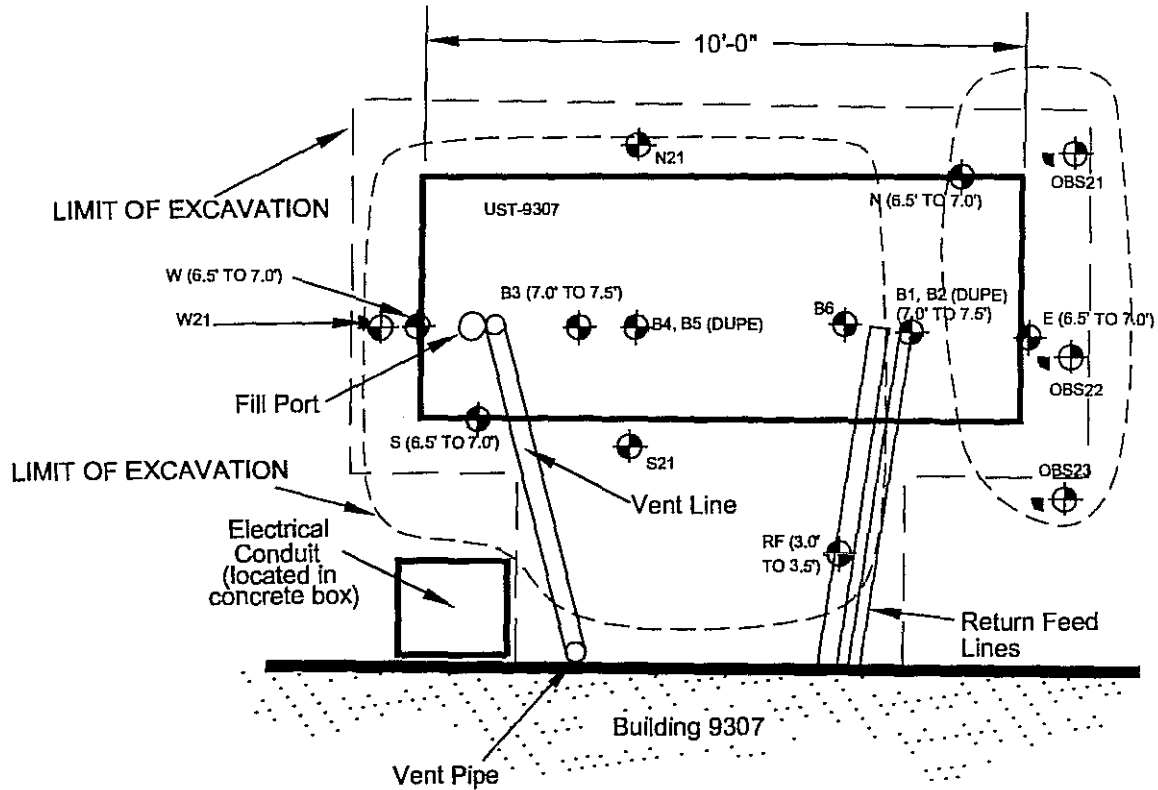 10'-0"
N21
OBS21
LIMIT OF EXCAVATION
UST-9307
N (6.5' TO 7.0')
W (6.5' TO 7.0')
B3 (7.0' TO 7.5')
B6
B1, B2 (DUPE)
(7.0' TO 7.5')
W21
B4, B5 (DUPE)
E (6.5' TO 7.0')
OBS22
Fill Port
S (6.5' TO 7.0')
S21
LIMIT OF EXCAVATION
OBS23
Vent Line
Electrical
Conduit
(located in
concrete box)
RF (3.0'
TO 3.5')
Return Feed
Lines
Building 9307
Vent Pipe